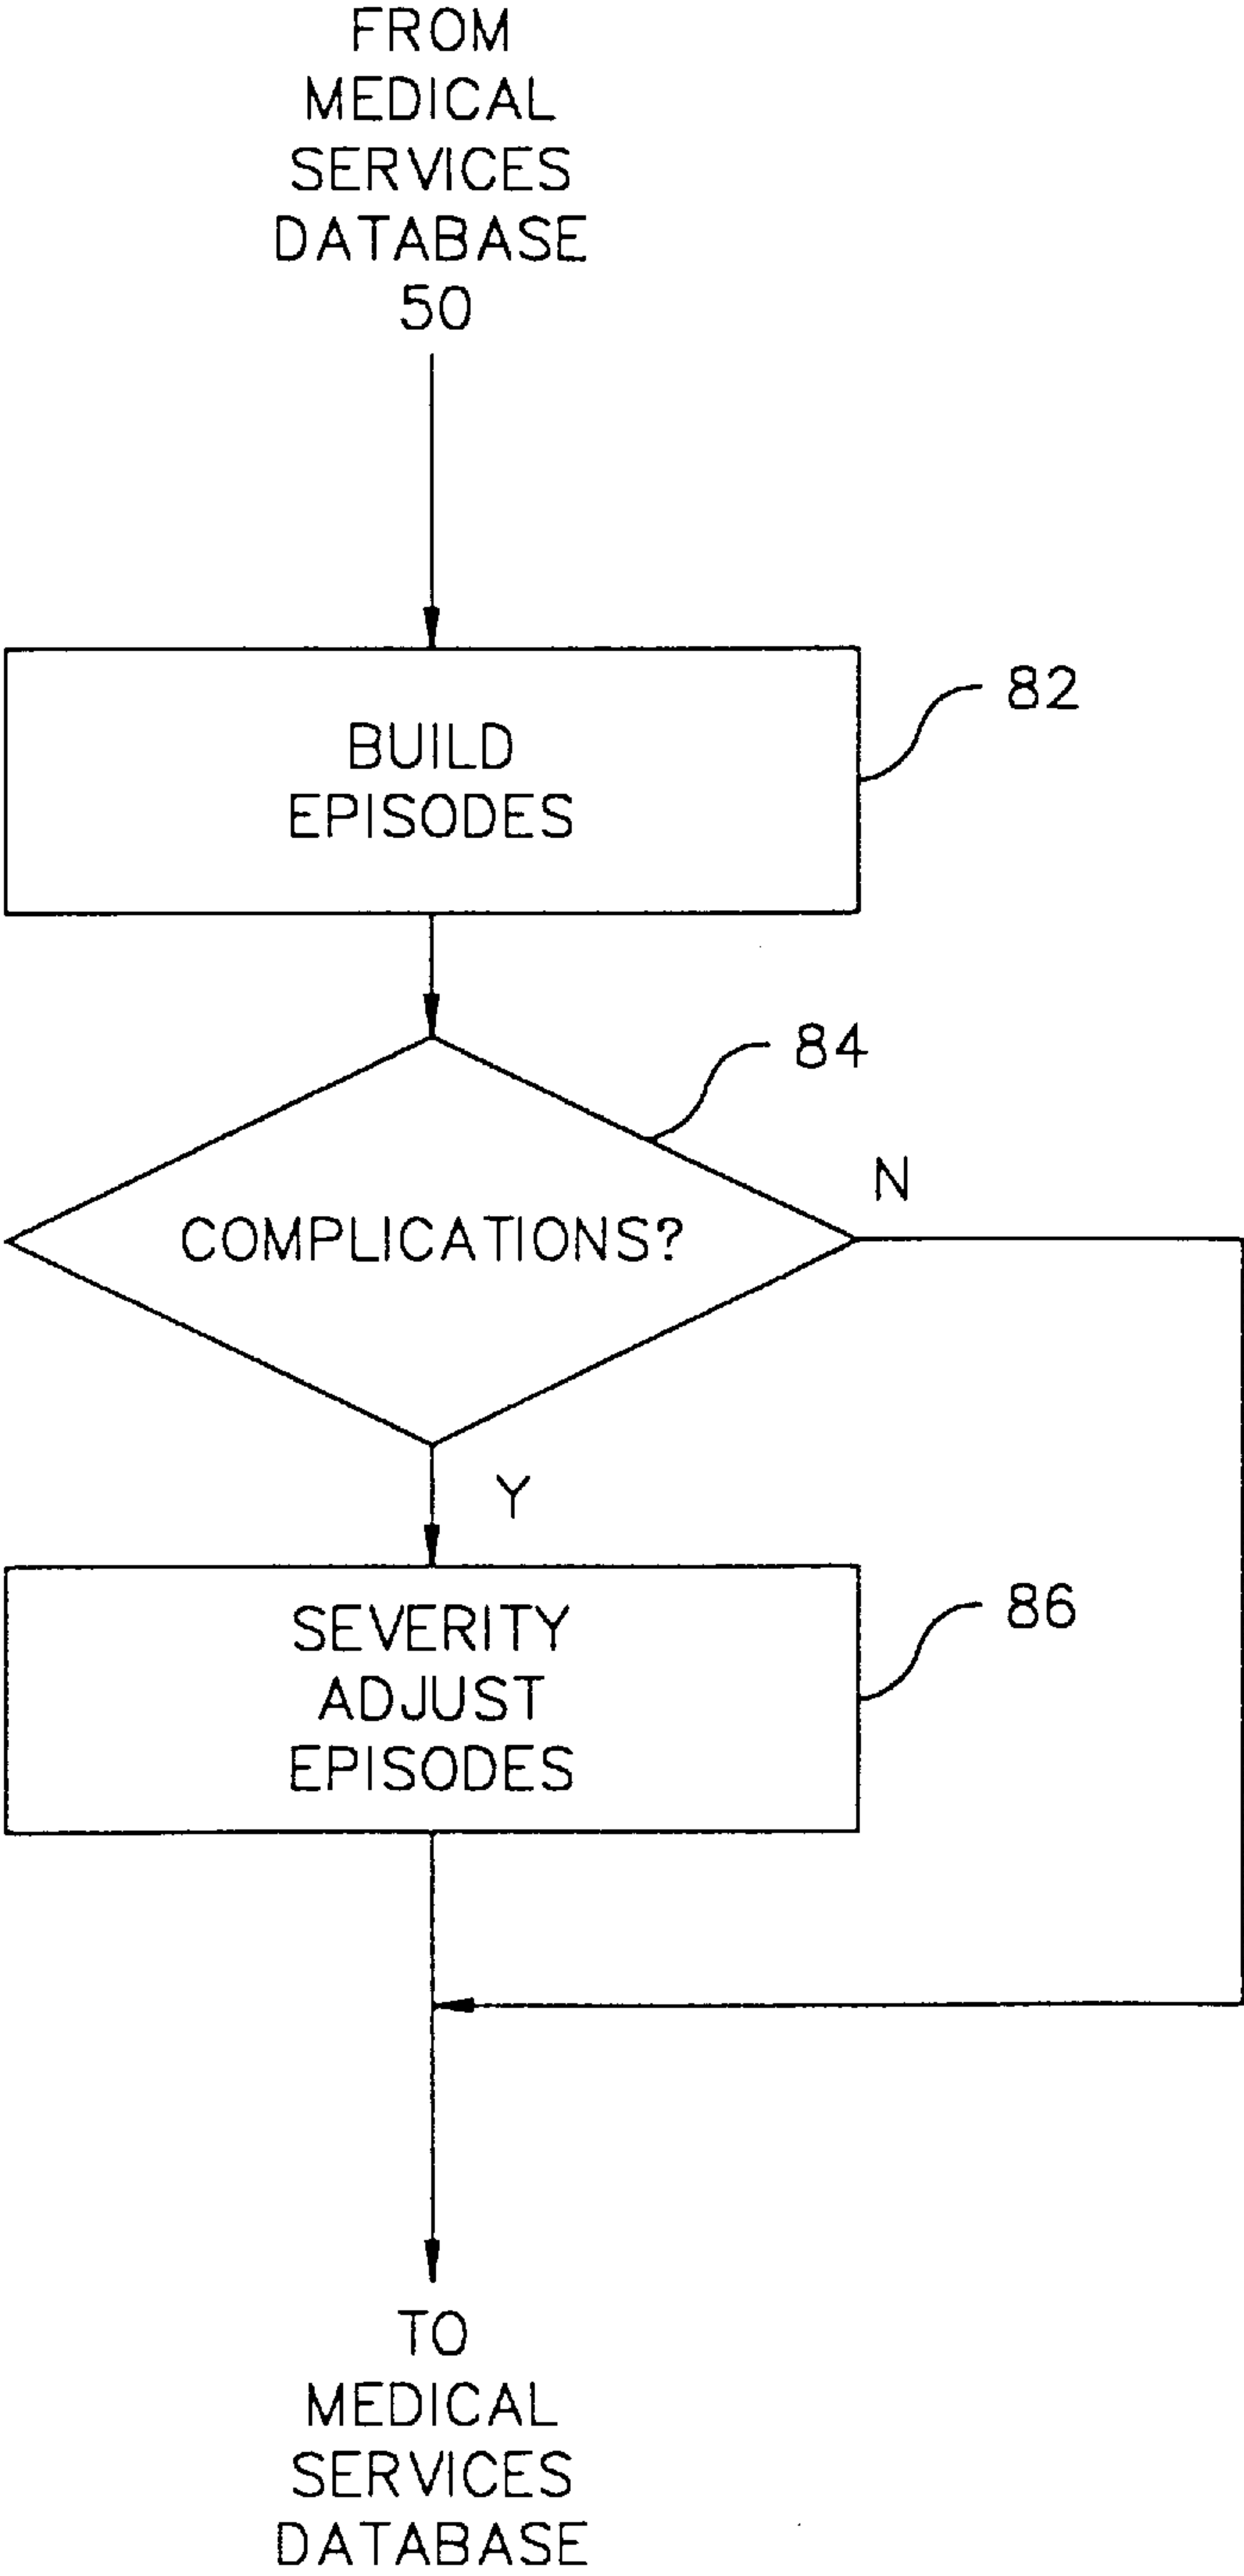 FROM
MEDICAL
SERVICES
DATABASE
50
BUILD
EPISODES
82
84
N
COMPLICATIONS?
Y
SEVERITY
ADJUST
EPISODES
86
TO
MEDICAL
SERVICES
DATABASE